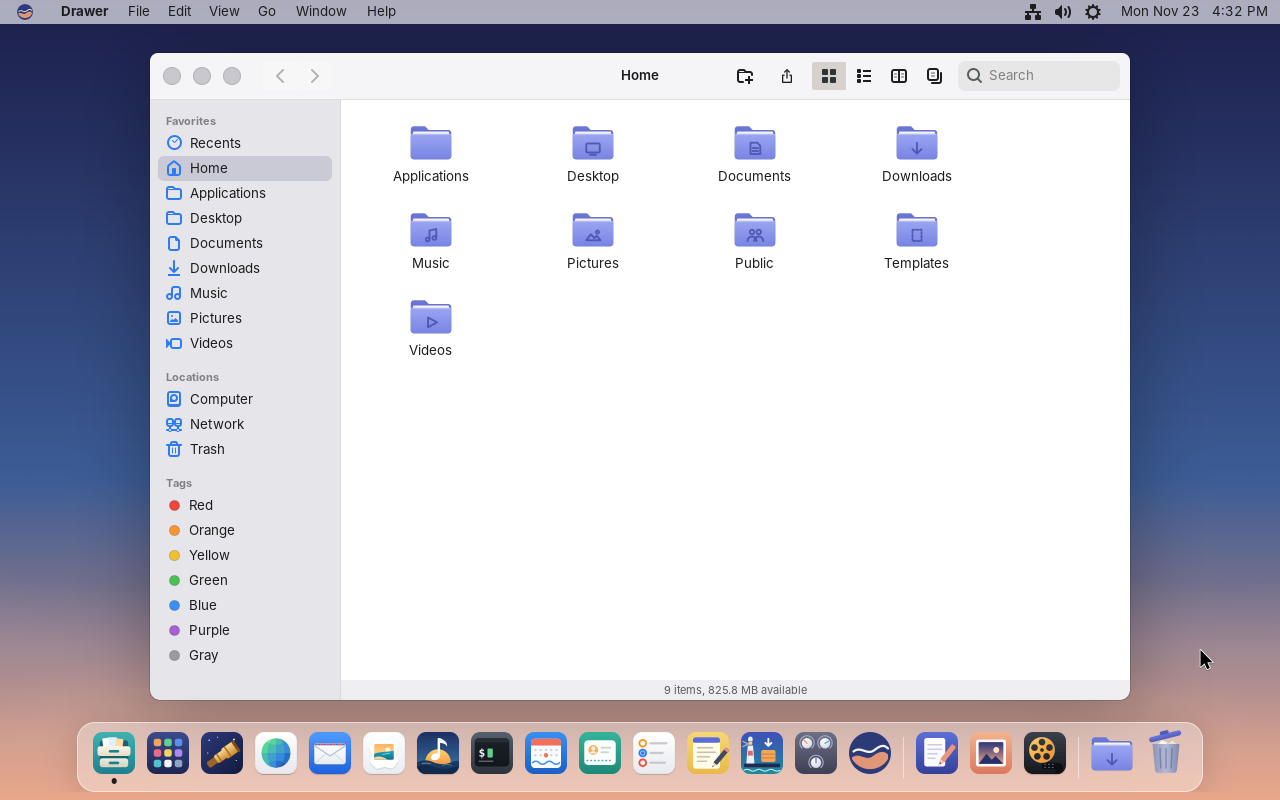 Drawer File Edit View Go Window Help Mon Nov 23 4:32 PM
Home
Search
Favorites
Recents
Home
Applications
Desktop
Documents
Downloads
Music
Pictures
Videos
Locations
Computer
Network
Trash
Tags
Red
Orange
Yellow
Green
Blue
Purple
Gray
Applications Desktop Documents Downloads
Music Pictures Public Templates
Videos
9 items, 825.8 MB available
$